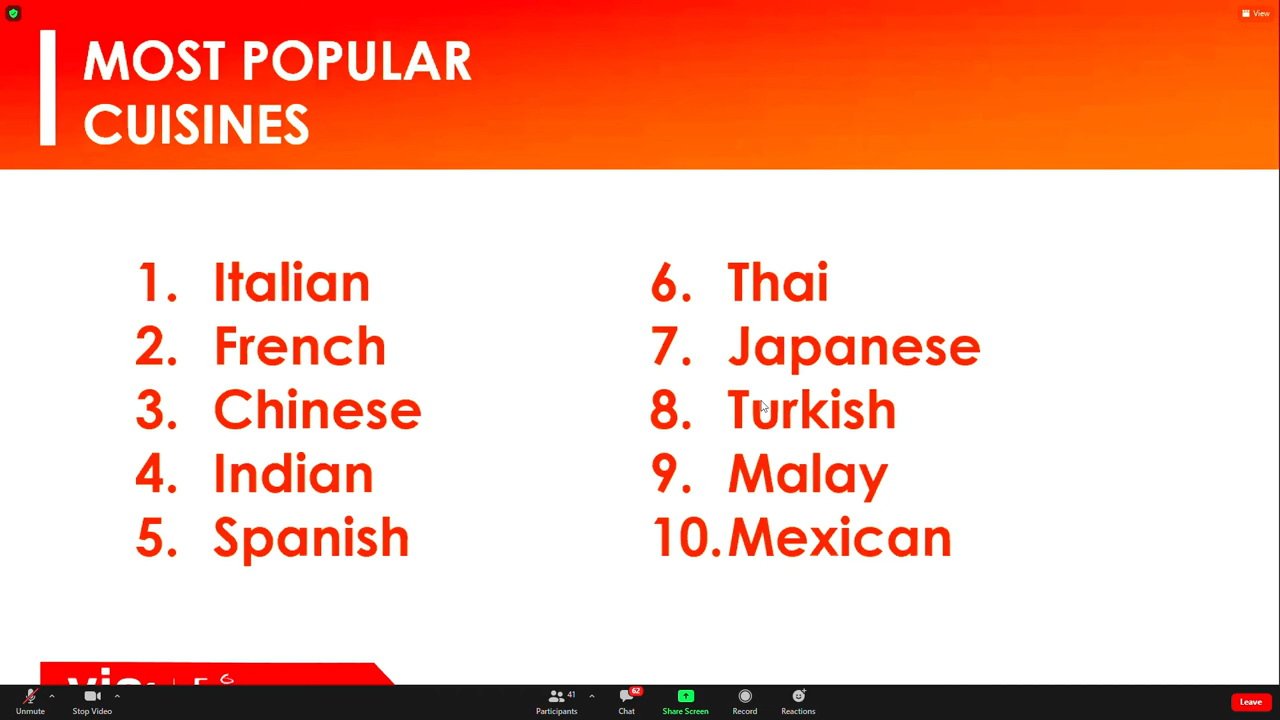 View
MOST POPULAR
CUISINES
1. Italian
2. French
3. Chinese
4. Indian
5. Spanish
6. Thai
7. Japanese
8. Turkish
9. Malay
10. Mexican
41
62
Unmute
Stop Video
Participants
Chat
Share Screen
Record
Reactions
Leave